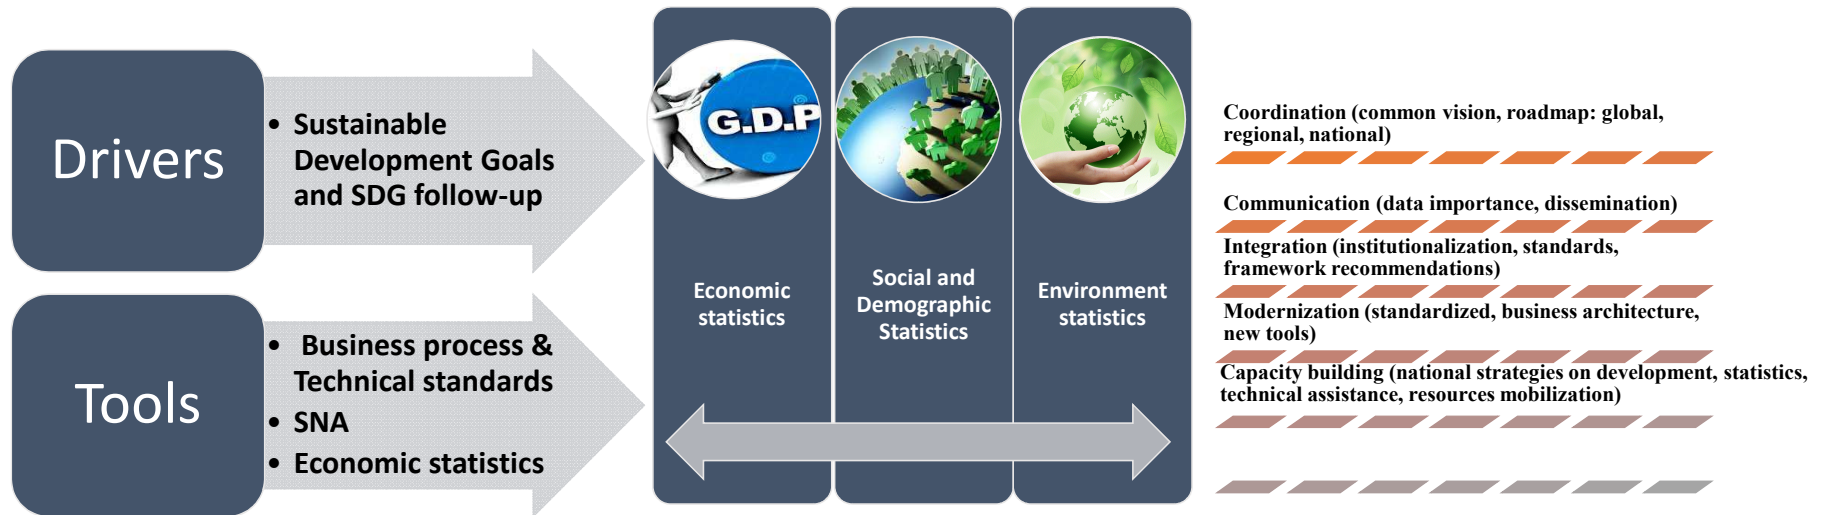 Drivers
• Sustainable
Development Goals
and SDG follow-up
Tools
• Business process &
Technical standards
• SNA
• Economic statistics
G.D.P
Economic
statistics
Social and
Demographic
Statistics
Environment
statistics
Coordination (common vision, roadmap: global,
regional, national)
Communication (data importance, dissemination)
Integration (institutionalization, standards,
framework recommendations)
Modernization (standardized, business architecture,
new tools)
Capacity building (national strategies on development, statistics,
technical assistance, resources mobilization)